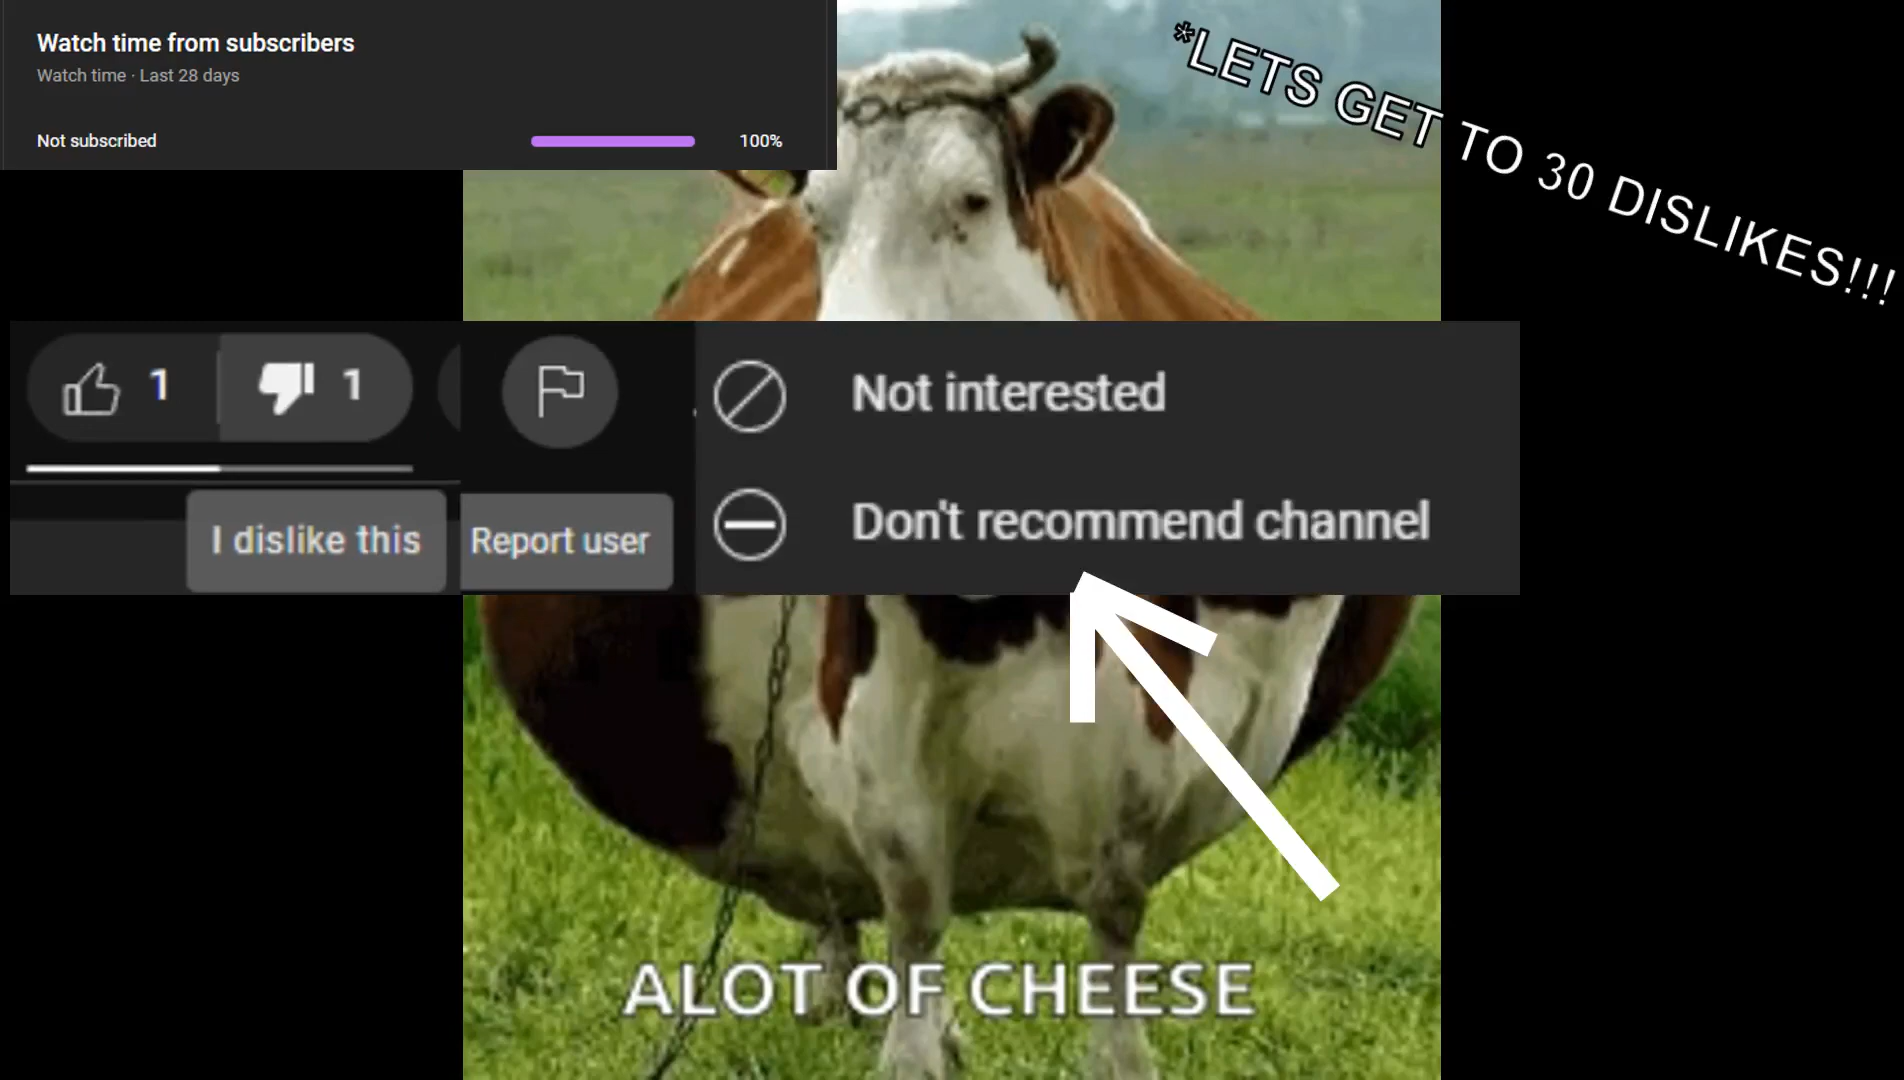 Watch time from subscribers
Watch time · Last 28 days
Not subscribed 100%
*LETS GET TO 30 DISLIKES!!!
1 1
Not interested
I dislike this
Report user
Don't recommend channel
ALOT OF CHEESE